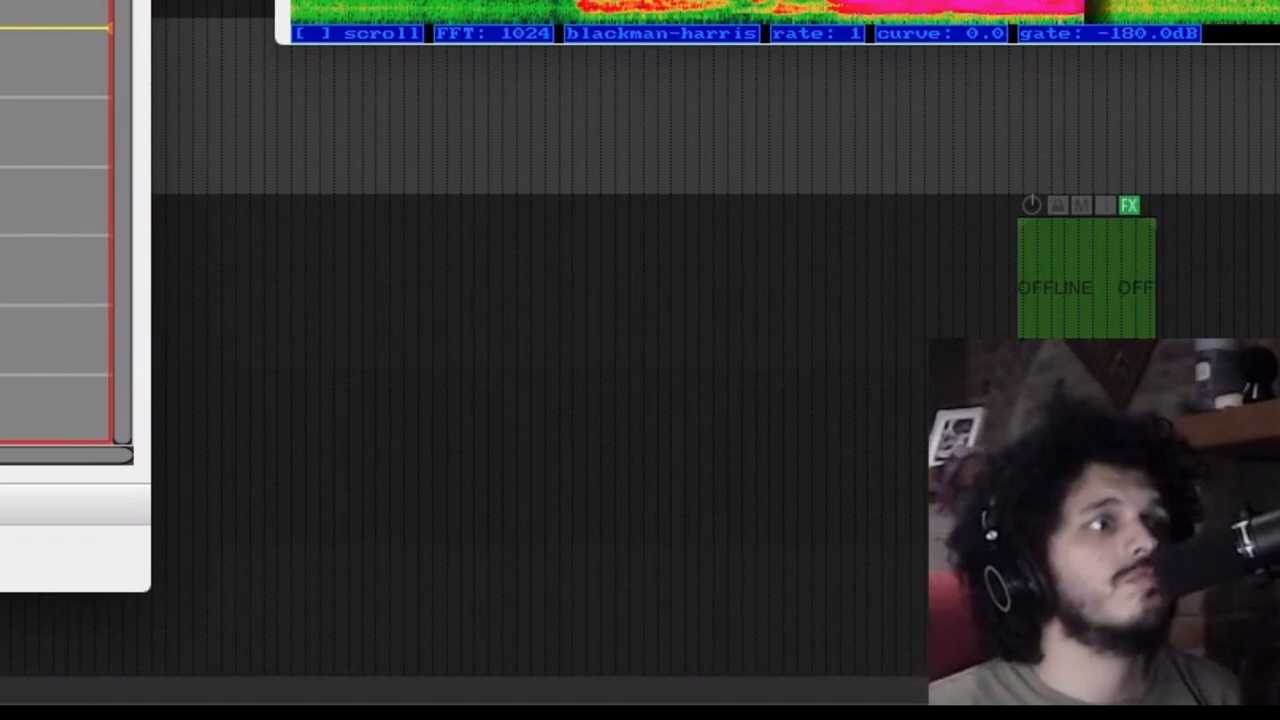 [ ] scroll FFT: 1024 blackman-harris rate: 1 curve: 0.0 gate: -180.0dB
M FX
OFFLINE OFF